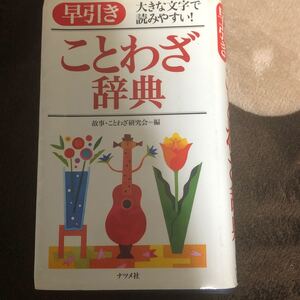 早引き
大きな文字で
読みやすい!
ことわざ
辞典
故事・ことわざ研究会=編
ナツメ社